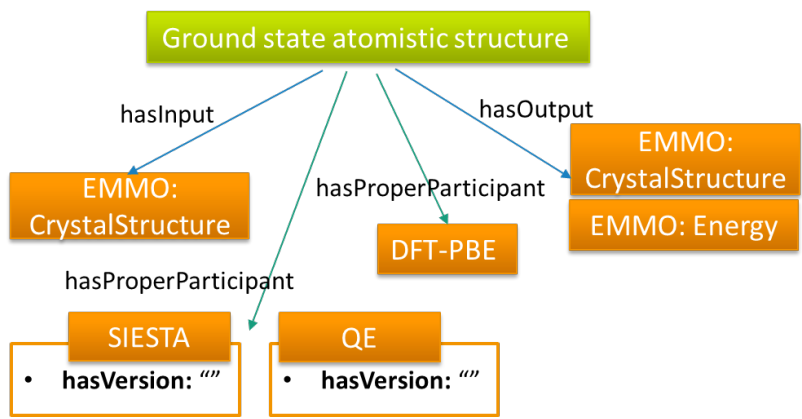 Ground state atomistic structure
hasInput
hasOutput
EMMO:
CrystalStructure
EMMO:
CrystalStructure
hasProperParticipant
EMMO: Energy
DFT-PBE
hasProperParticipant
SIESTA
QE
• hasVersion: “”
• hasVersion: “”